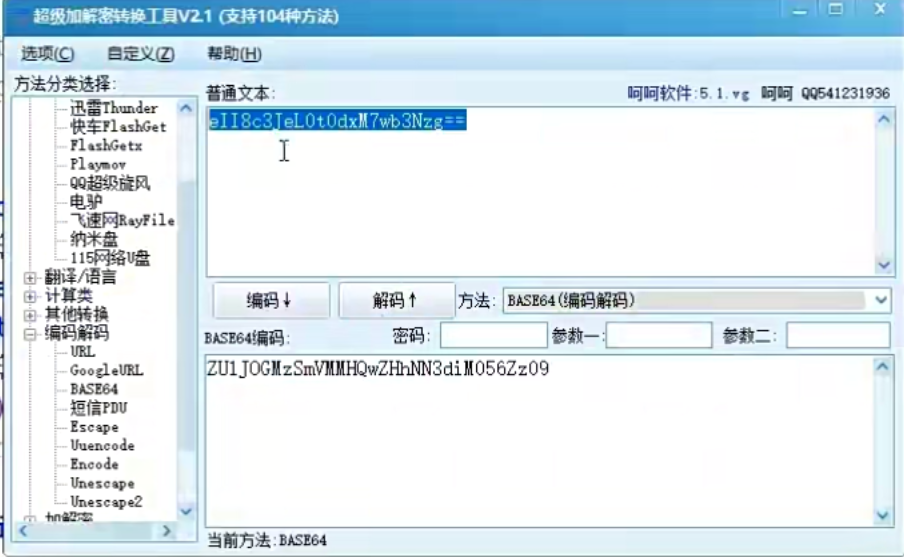 超级加解密转换工具V2.1 (支持104种方法)
选项(C) 自定义(Z) 帮助(H)
方法分类选择:
迅雷Thunder
快车FlashGet
FlashGetx
Playmov
QQ超级旋风
电驴
飞速网RayFile
纳米盘
115网络U盘
翻译/语言
计算类
其他转换
编码解码
URL
GoogleURL
BASE64
短信PDU
Escape
Uuencode
Encode
Unescape
Unescape2
加解密
普通文本:
呵呵软件:5.1.vg 呵呵 QQ541231936
eII8c3JeL0t0dxM7wb3Nzg==
编码↓ 解码↑ 方法: BASE64(编码解码)
BASE64编码: 密码: 参数一: 参数二:
ZU1JOGMzSmVMMHQwZHhNN3diM056Zz09
当前方法:BASE64